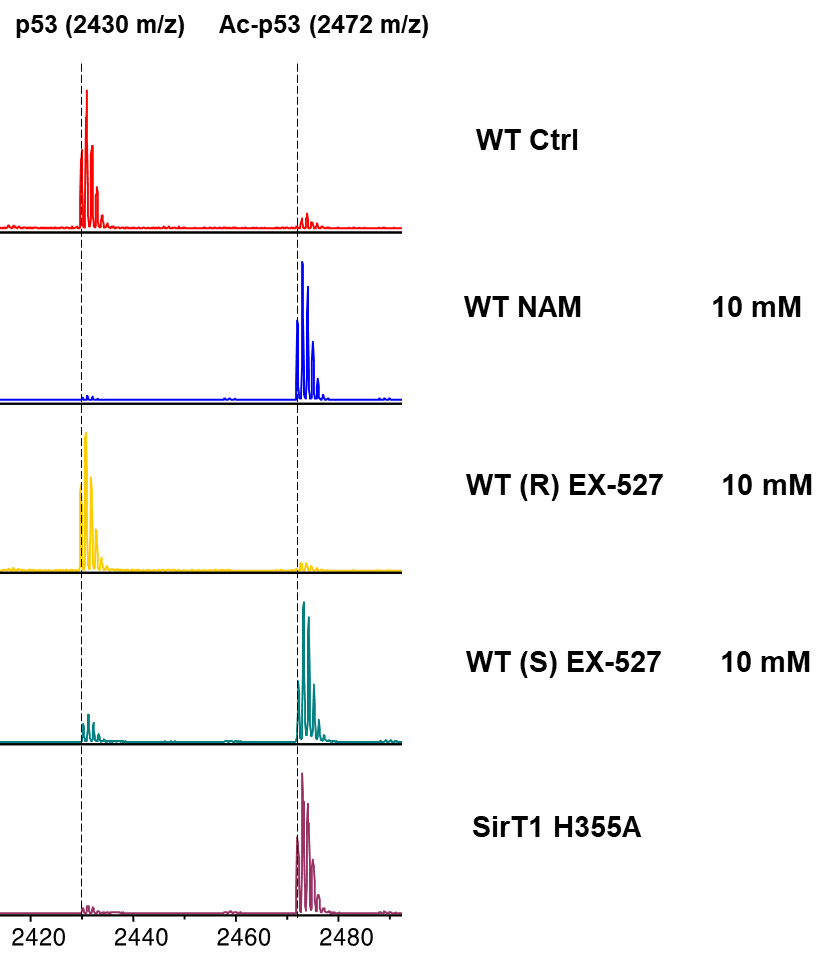 p53 (2430 m/z) Ac-p53 (2472 m/z)
WT Ctrl
WT NAM 10 mM
WT (R) EX-527 10 mM
WT (S) EX-527 10 mM
SirT1 H355A
2420 2440 2460 2480